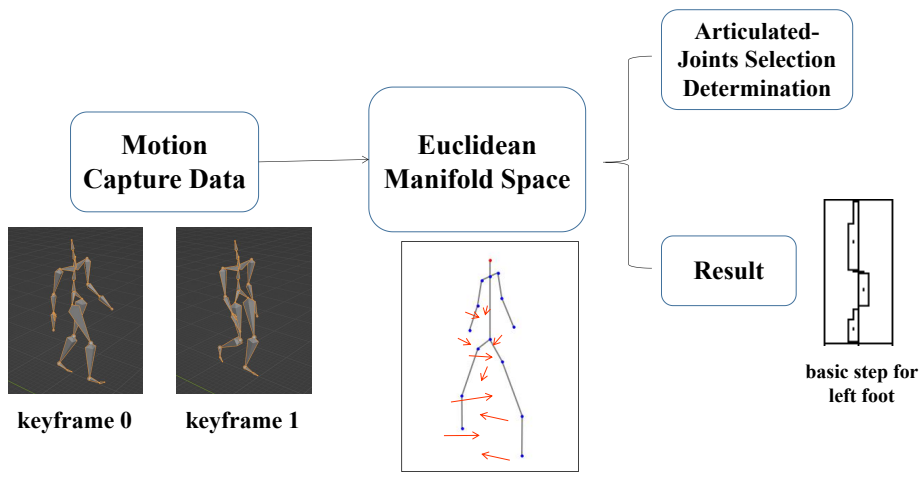 Motion
Capture Data
Euclidean
Manifold Space
Articulated-
Joints Selection
Determination
Result
keyframe 0
keyframe 1
basic step for
left foot